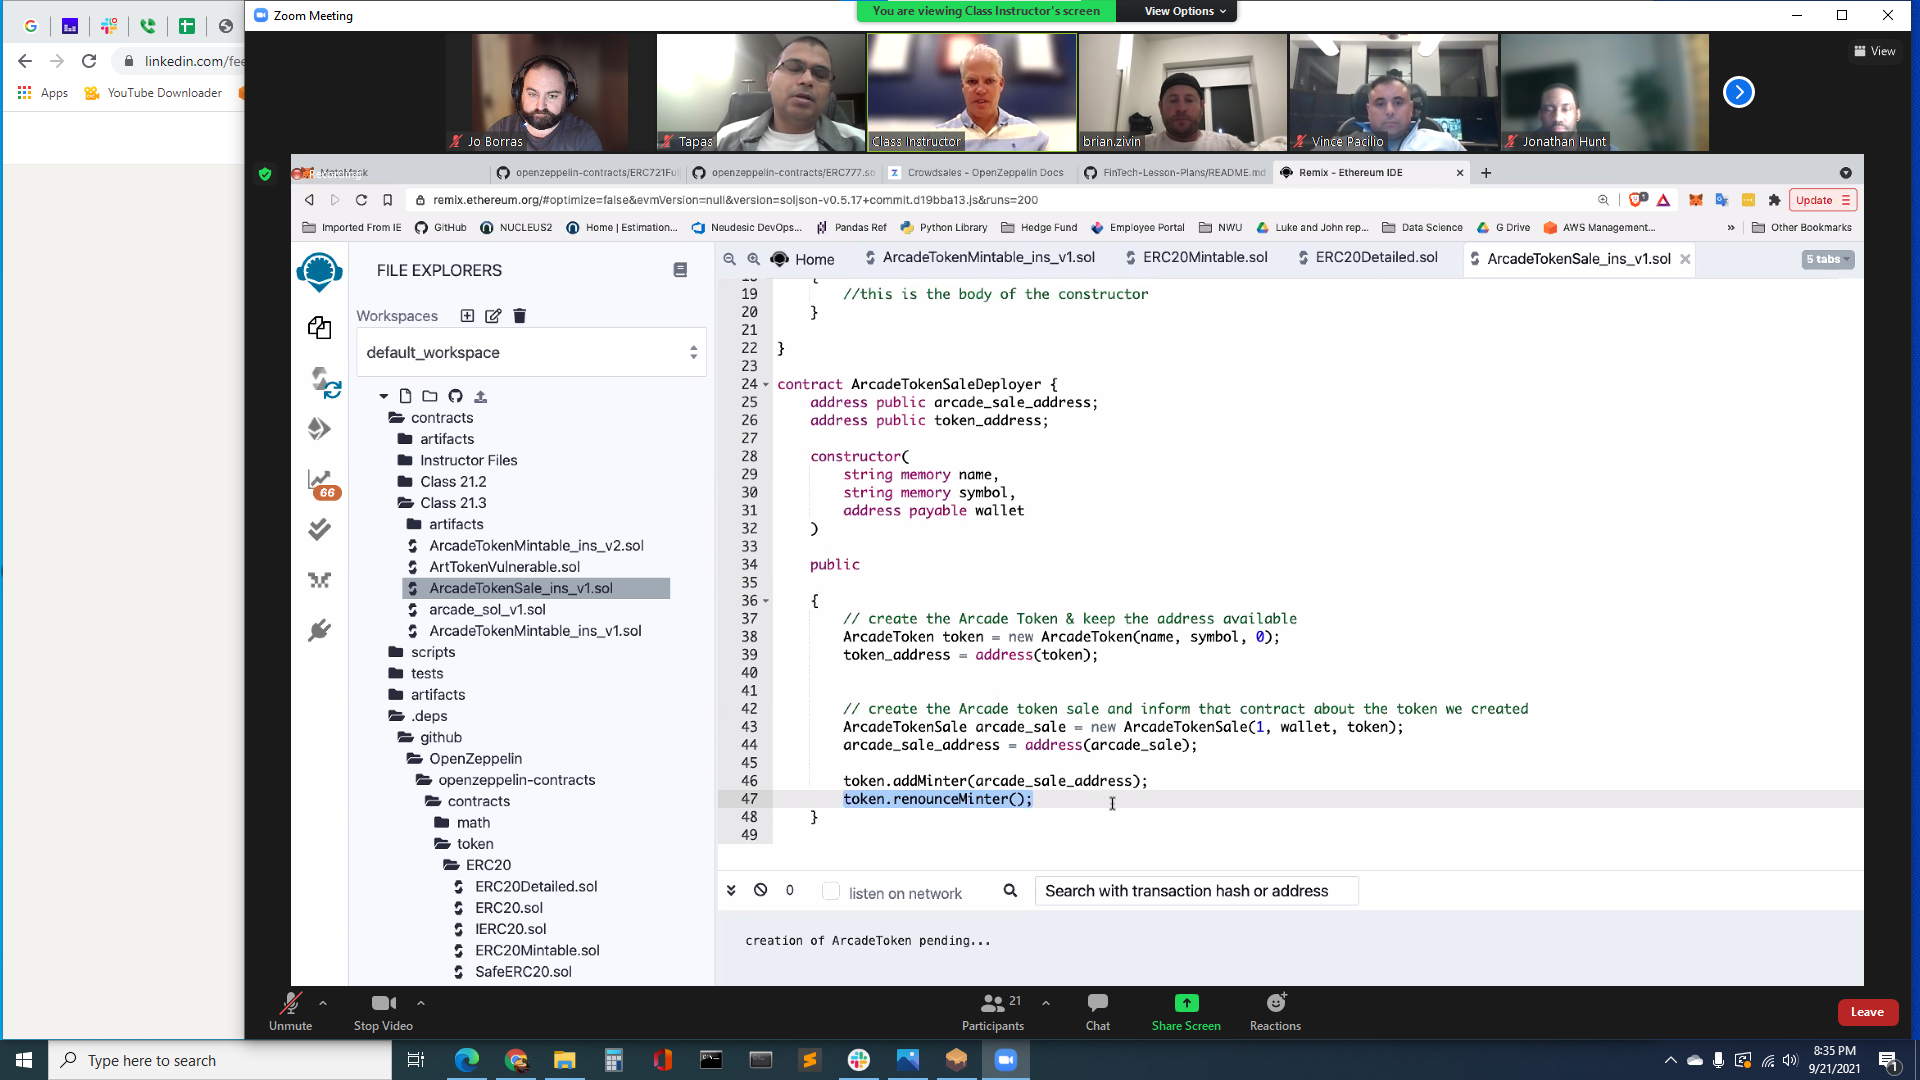 Zoom Meeting
You are viewing Class Instructor's screen
View Options
linkedin.com/fee
Apps
YouTube Downloader
View
Jo Borras
Tapas
Class Instructor
brian.zivin
Vince Pacilio
Jonathan Hunt
openzeppelin-contracts/ERC721Ful
openzeppelin-contracts/ERC777.so
Crowdsales - OpenZeppelin Docs
FinTech-Lesson-Plans/README.md
Remix - Ethereum IDE
remix.ethereum.org/#optimize=false&evmVersion=null&version=soljson-v0.5.17+commit.d19bba13.js&runs=200
Update
Imported From IE
GitHub
NUCLEUS2
Home | Estimation...
Neudesic DevOps...
Pandas Ref
Python Library
Hedge Fund
Employee Portal
NWU
Luke and John rep...
Data Science
G Drive
AWS Management...
»
Other Bookmarks
FILE EXPLORERS
Home
ArcadeTokenMintable_ins_v1.sol
ERC20Mintable.sol
ERC20Detailed.sol
ArcadeTokenSale_ins_v1.sol
5 tabs
Workspaces
default_workspace
66
contracts
artifacts
Instructor Files
Class 21.2
Class 21.3
artifacts
ArcadeTokenMintable_ins_v2.sol
ArtTokenVulnerable.sol
ArcadeTokenSale_ins_v1.sol
arcade_sol_v1.sol
ArcadeTokenMintable_ins_v1.sol
scripts
tests
artifacts
.deps
github
OpenZeppelin
openzeppelin-contracts
contracts
math
token
ERC20
ERC20Detailed.sol
ERC20.sol
IERC20.sol
ERC20Mintable.sol
SafeERC20.sol
19 //this is the body of the constructor
20 }
21
22 }
23
24 contract ArcadeTokenSaleDeployer {
25 address public arcade_sale_address;
26 address public token_address;
27
28 constructor(
29 string memory name,
30 string memory symbol,
31 address payable wallet
32 )
33
34 public
35
36 {
37 // create the Arcade Token & keep the address available
38 ArcadeToken token = new ArcadeToken(name, symbol, 0);
39 token_address = address(token);
40
41
42 // create the Arcade token sale and inform that contract about the token we created
43 ArcadeTokenSale arcade_sale = new ArcadeTokenSale(1, wallet, token);
44 arcade_sale_address = address(arcade_sale);
45
46 token.addMinter(arcade_sale_address);
47 token.renounceMinter();
48 }
49
0
listen on network
Search with transaction hash or address
creation of ArcadeToken pending...
Unmute
Stop Video
21
Participants
Chat
Share Screen
Reactions
Leave
Type here to search
8:35 PM
9/21/2021
1